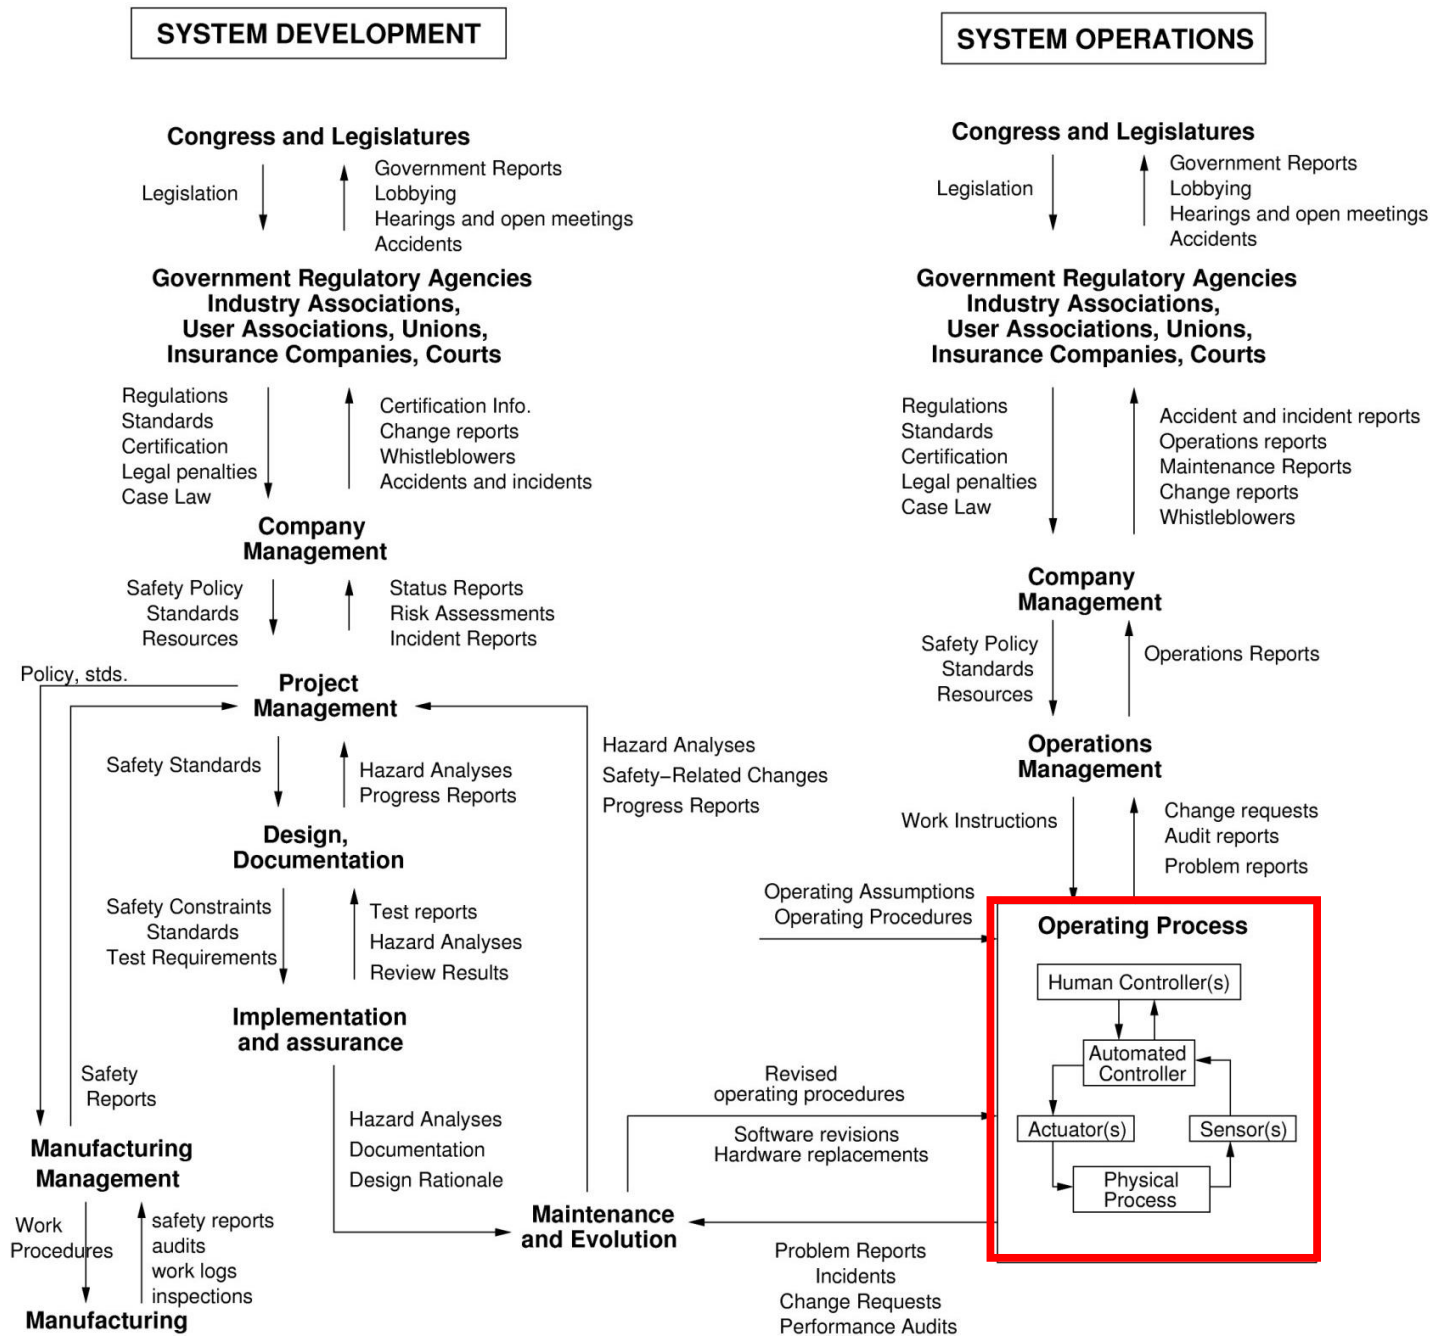 SYSTEM DEVELOPMENT
Congress and Legislatures
Legislation
Government Reports
Lobbying
Hearings and open meetings
Accidents
Government Regulatory Agencies
Industry Associations,
User Associations, Unions,
Insurance Companies, Courts
Regulations
Standards
Certification
Legal penalties
Case Law
Certification Info.
Change reports
Whistleblowers
Accidents and incidents
Company
Management
Safety Policy
Standards
Resources
Status Reports
Risk Assessments
Incident Reports
Policy, stds.
Project
Management
Safety Standards
Hazard Analyses
Progress Reports
Hazard Analyses
Safety−Related Changes
Progress Reports
Design,
Documentation
Safety Constraints
Standards
Test Requirements
Test reports
Hazard Analyses
Review Results
Implementation
and assurance
Safety
Reports
Hazard Analyses
Documentation
Design Rationale
Manufacturing
Management
Work
Procedures
safety reports
audits
work logs
inspections
Manufacturing
Maintenance
and Evolution
SYSTEM OPERATIONS
Congress and Legislatures
Legislation
Government Reports
Lobbying
Hearings and open meetings
Accidents
Government Regulatory Agencies
Industry Associations,
User Associations, Unions,
Insurance Companies, Courts
Regulations
Standards
Certification
Legal penalties
Case Law
Accident and incident reports
Operations reports
Maintenance Reports
Change reports
Whistleblowers
Company
Management
Safety Policy
Standards
Resources
Operations Reports
Operations
Management
Work Instructions
Change requests
Audit reports
Problem reports
Operating Assumptions
Operating Procedures
Operating Process
Human Controller(s)
Automated
Controller
Actuator(s)
Sensor(s)
Physical
Process
Revised
operating procedures
Software revisions
Hardware replacements
Problem Reports
Incidents
Change Requests
Performance Audits